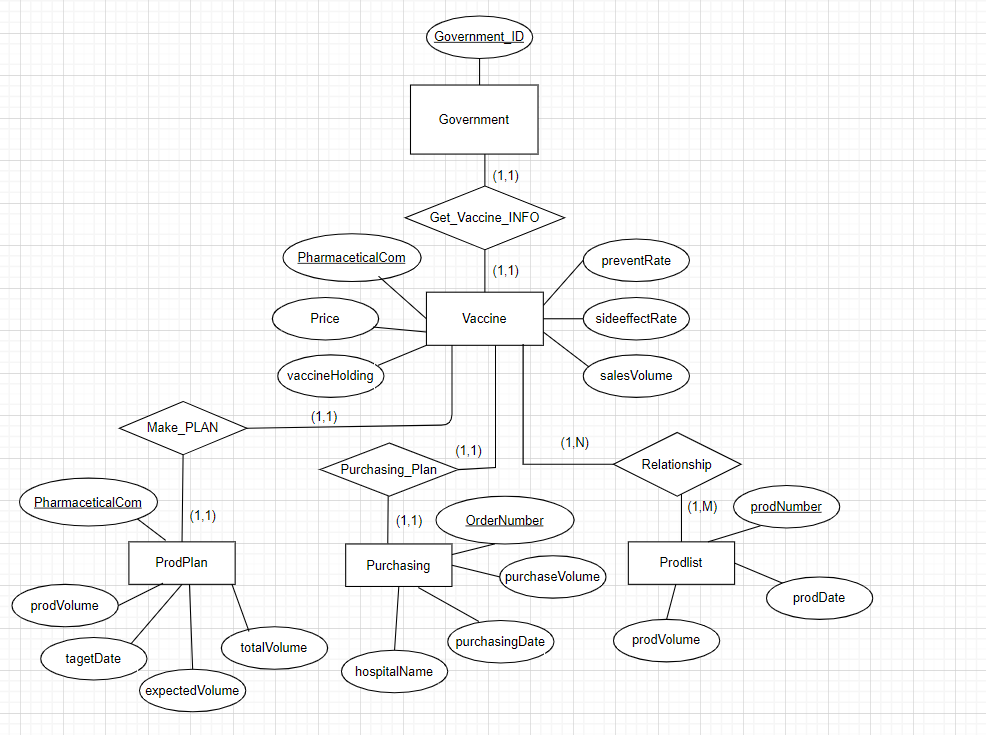 Government_ID
Government
(1,1)
Get_Vaccine_INFO
(1,1)
PharmaceticalCom
preventRate
Price
Vaccine
sideeffectRate
vaccineHolding
salesVolume
(1,1)
Make_PLAN
(1,1)
(1,N)
Purchasing_Plan
Relationship
PharmaceticalCom
(1,1)
(1,1)
OrderNumber
(1,M)
prodNumber
ProdPlan
Purchasing
purchaseVolume
Prodlist
prodVolume
prodDate
tagetDate
totalVolume
purchasingDate
prodVolume
expectedVolume
hospitalName